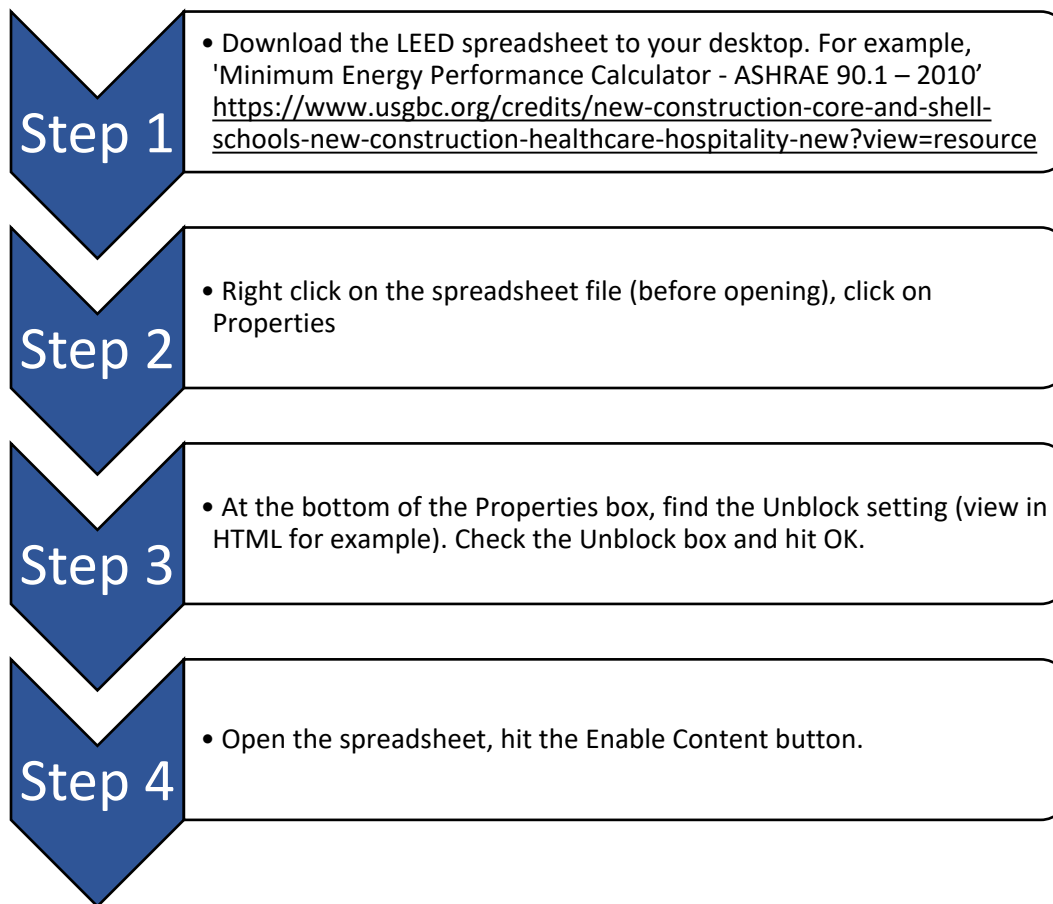 Step 1
• Download the LEED spreadsheet to your desktop. For example,
'Minimum Energy Performance Calculator - ASHRAE 90.1 – 2010’
https://www.usgbc.org/credits/new-construction-core-and-shell-
schools-new-construction-healthcare-hospitality-new?view=resource
Step 2
• Right click on the spreadsheet file (before opening), click on
Properties
Step 3
• At the bottom of the Properties box, find the Unblock setting (view in
HTML for example). Check the Unblock box and hit OK.
Step 4
• Open the spreadsheet, hit the Enable Content button.